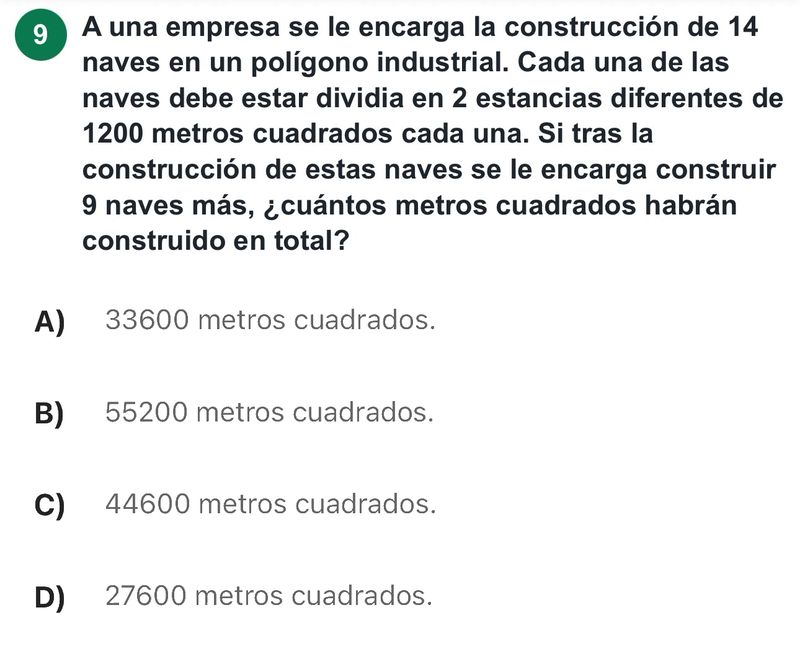 9 A una empresa se le encarga la construcción de 14
naves en un polígono industrial. Cada una de las
naves debe estar dividia en 2 estancias diferentes de
1200 metros cuadrados cada una. Si tras la
construcción de estas naves se le encarga construir
9 naves más, ¿cuántos metros cuadrados habrán
construido en total?
A) 33600 metros cuadrados.
B) 55200 metros cuadrados.
C) 44600 metros cuadrados.
D) 27600 metros cuadrados.